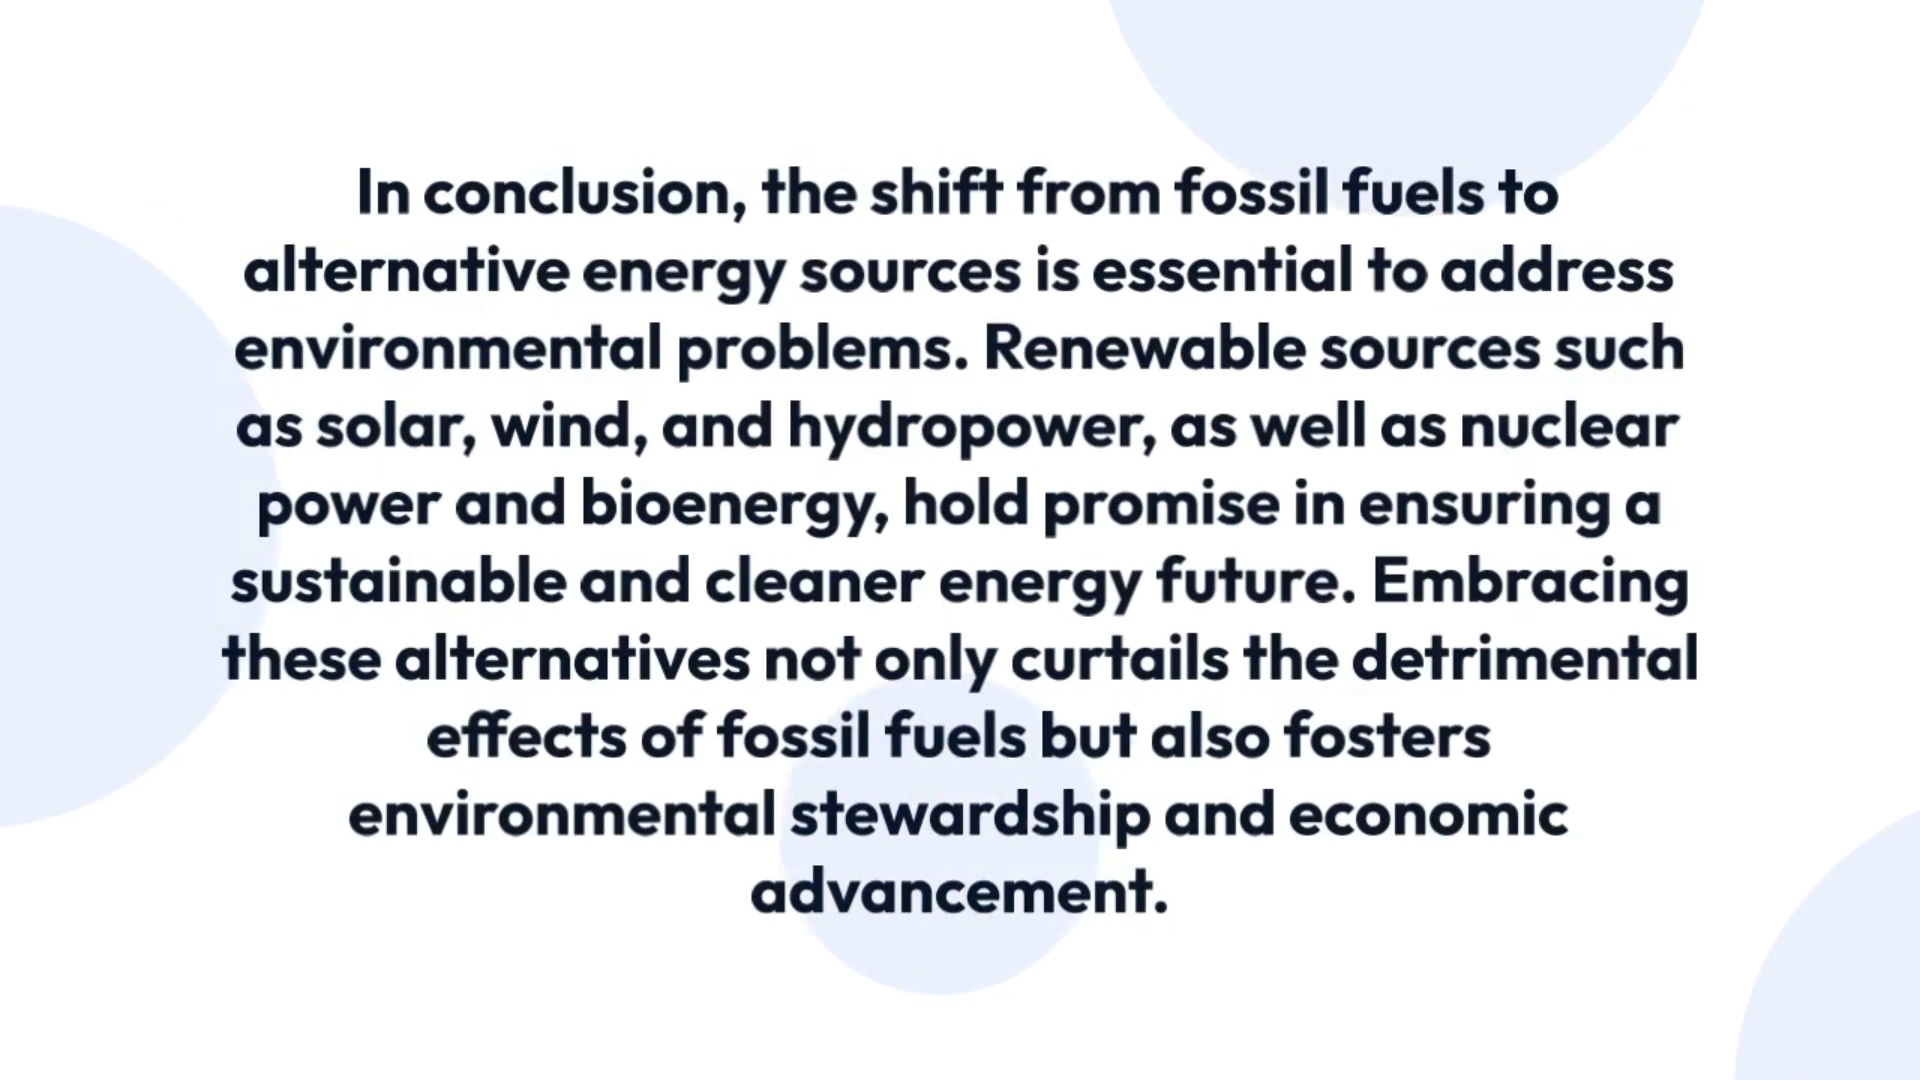 In conclusion, the shift from fossil fuels to
alternative energy sources is essential to address
environmental problems. Renewable sources such
as solar, wind, and hydropower, as well as nuclear
power and bioenergy, hold promise in ensuring a
sustainable and cleaner energy future. Embracing
these alternatives not only curtails the detrimental
effects of fossil fuels but also fosters
environmental stewardship and economic
advancement.